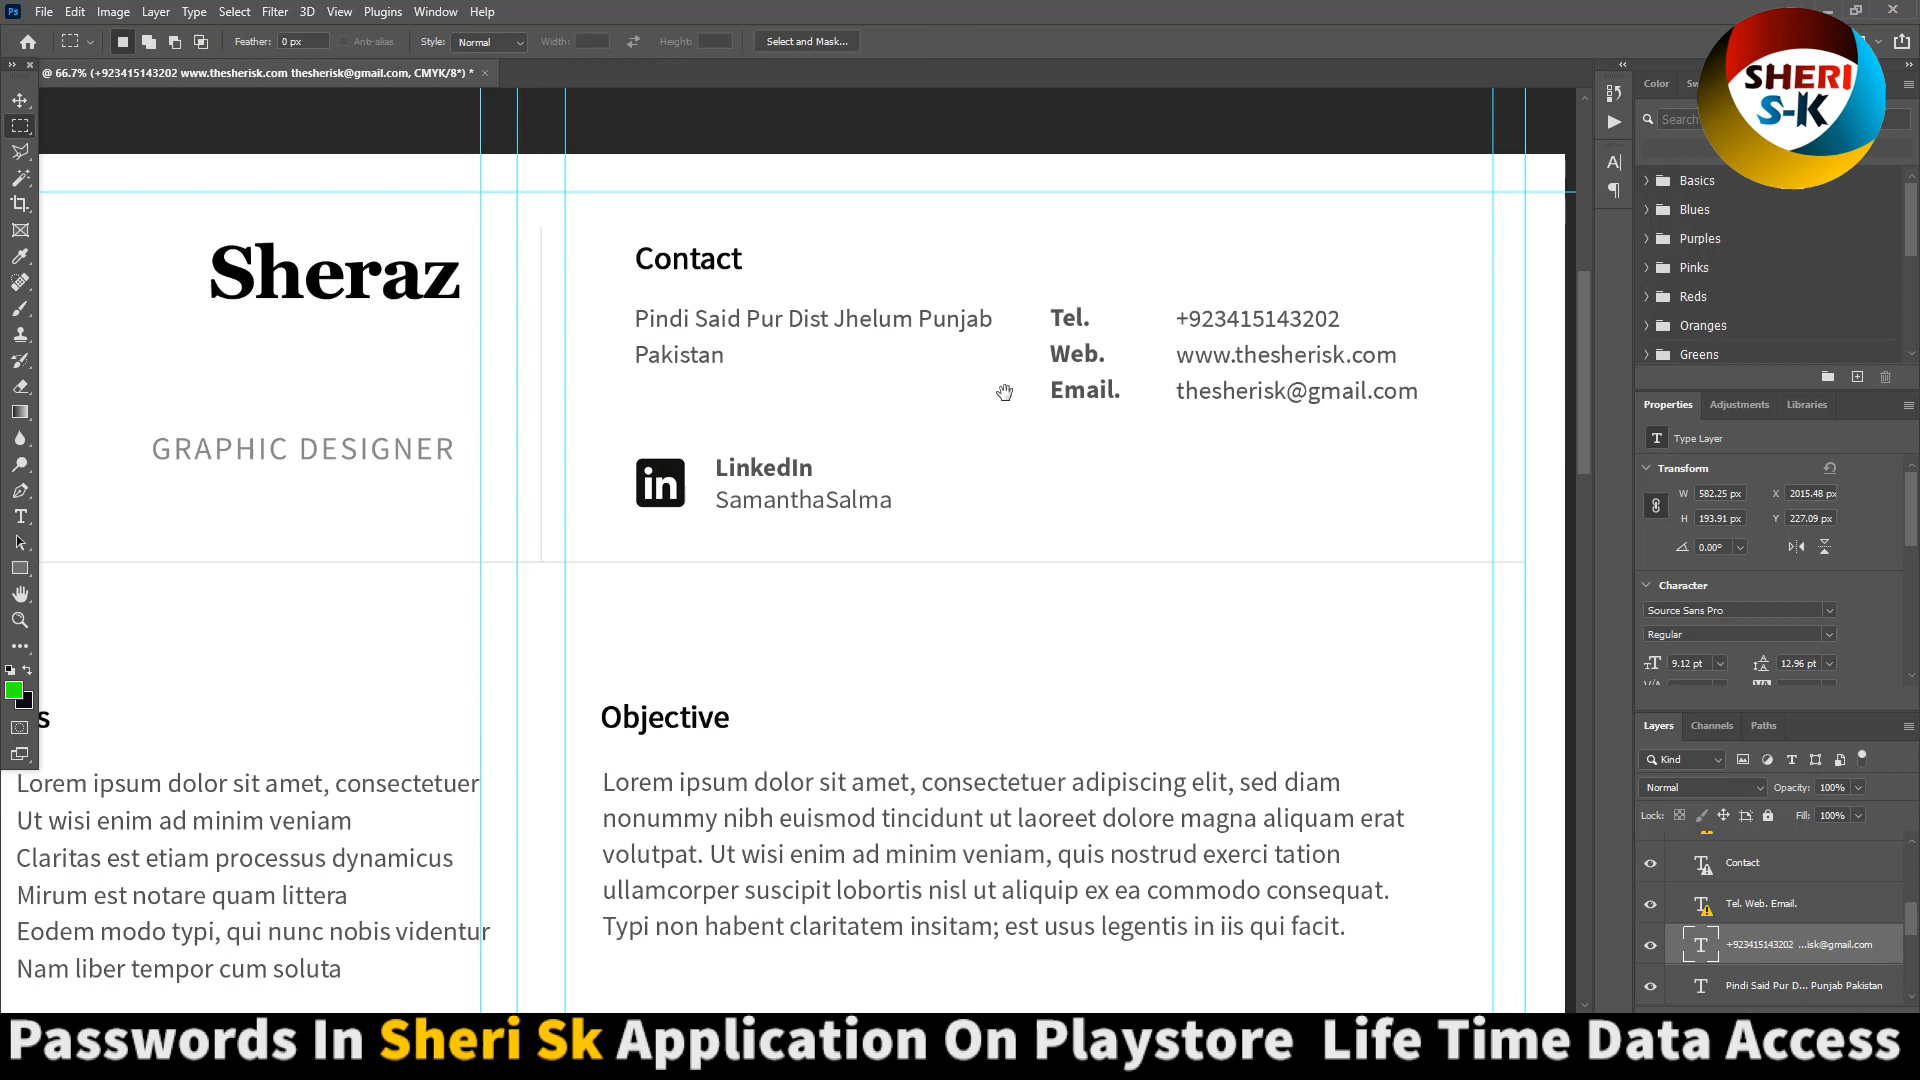 Ps File Edit Image Layer Type Select Filter 3D View Plugins Window Help
Feather: 0 px Anti-alias Style: Normal Width: Height: Select and Mask...
@ 66.7% (+923415143202 www.thesherisk.com thesherisk@gmail.com, CMYK/8*) *
SHERI
S-K
Color
Search
Basics
Blues
Purples
Pinks
Reds
Oranges
Greens
Sheraz
GRAPHIC DESIGNER
Contact
Pindi Said Pur Dist Jhelum Punjab
Pakistan
Tel. +923415143202
Web. www.thesherisk.com
Email. thesherisk@gmail.com
LinkedIn
SamanthaSalma
in
s
Lorem ipsum dolor sit amet, consectetuer
Ut wisi enim ad minim veniam
Claritas est etiam processus dynamicus
Mirum est notare quam littera
Eodem modo typi, qui nunc nobis videntur
Nam liber tempor cum soluta
Objective
Lorem ipsum dolor sit amet, consectetuer adipiscing elit, sed diam
nonummy nibh euismod tincidunt ut laoreet dolore magna aliquam erat
volutpat. Ut wisi enim ad minim veniam, quis nostrud exerci tation
ullamcorper suscipit lobortis nisl ut aliquip ex ea commodo consequat.
Typi non habent claritatem insitam; est usus legentis in iis qui facit.
Properties Adjustments Libraries
Type Layer
Transform
W 582.25 px X 2015.48 px
H 193.91 px Y 227.09 px
0.00°
Character
Source Sans Pro
Regular
9.12 pt 12.96 pt
Layers Channels Paths
Kind
Normal Opacity: 100%
Lock: Fill: 100%
Contact
Tel. Web. Email.
+923415143202 ...isk@gmail.com
Pindi Said Pur D... Punjab Pakistan
Passwords In Sheri Sk Application On Playstore Life Time Data Access